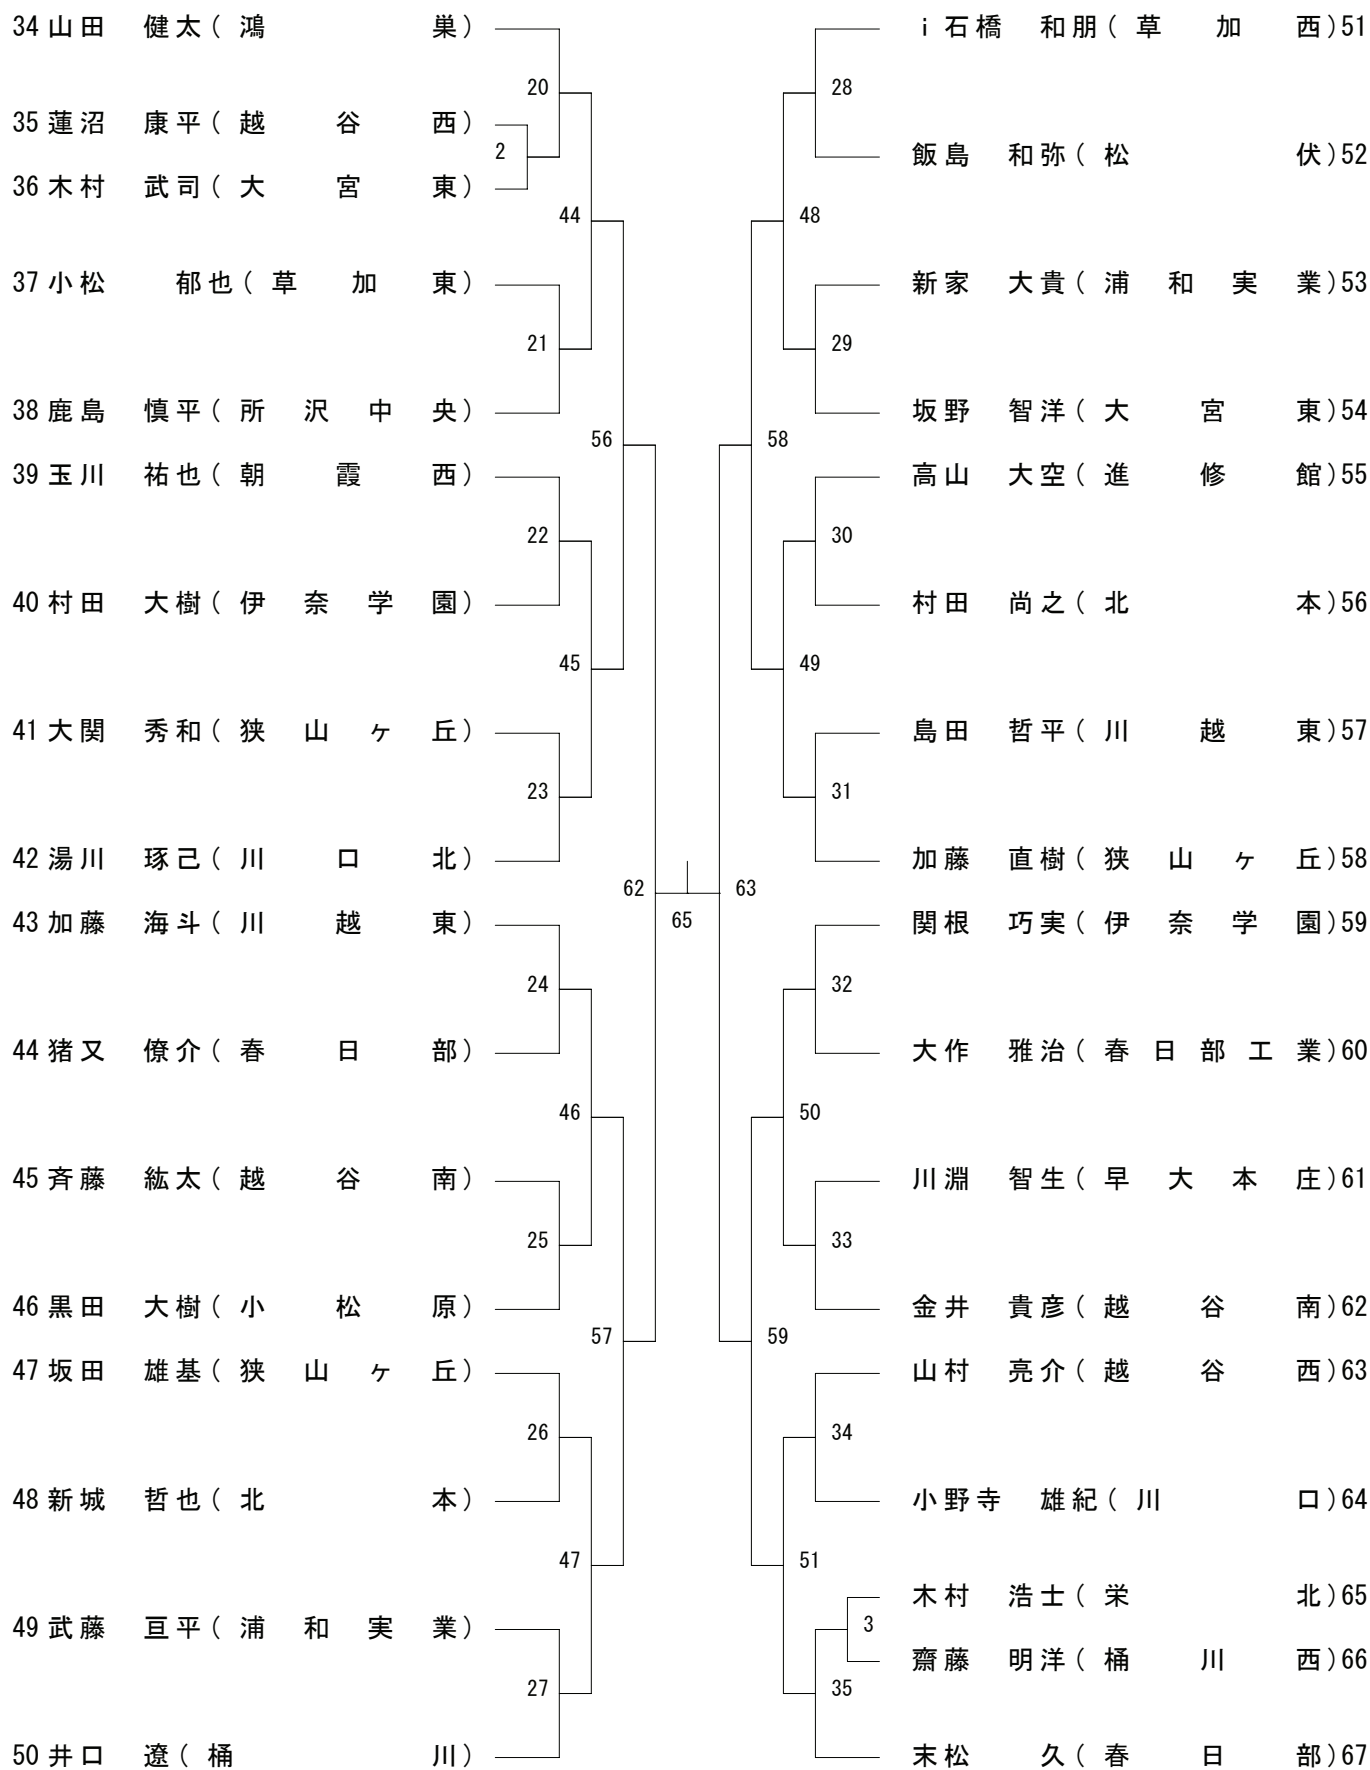 34 山田 健太(鴻巣)
20
35 蓮沼 康平(越谷西)
2
36 木村 武司(大宮東)
44
37 小松 郁也(草加東)
21
38 鹿島 慎平(所沢中央)
56
39 玉川 祐也(朝霞西)
22
40 村田 大樹(伊奈学園)
45
41 大関 秀和(狭山ヶ丘)
23
42 湯川 琢己(川口北)
62
43 加藤 海斗(川越東)
24
44 猪又 僚介(春日部)
46
45 斉藤 紘太(越谷南)
25
46 黒田 大樹(小松原)
57
47 坂田 雄基(狭山ヶ丘)
26
48 新城 哲也(北本)
47
49 武藤 亘平(浦和実業)
27
50 井口 遼(桶川)
65
i 石橋 和朋(草加西)51
28
飯島 和弥(松伏)52
48
新家 大貴(浦和実業)53
29
坂野 智洋(大宮東)54
58
高山 大空(進修館)55
30
村田 尚之(北本)56
49
島田 哲平(川越東)57
31
加藤 直樹(狭山ヶ丘)58
63
関根 巧実(伊奈学園)59
32
大作 雅治(春日部工業)60
50
川淵 智生(早大本庄)61
33
金井 貴彦(越谷南)62
59
山村 亮介(越谷西)63
34
小野寺 雄紀(川口)64
51
木村 浩士(栄北)65
3
齋藤 明洋(桶川西)66
35
末松 久(春日部)67